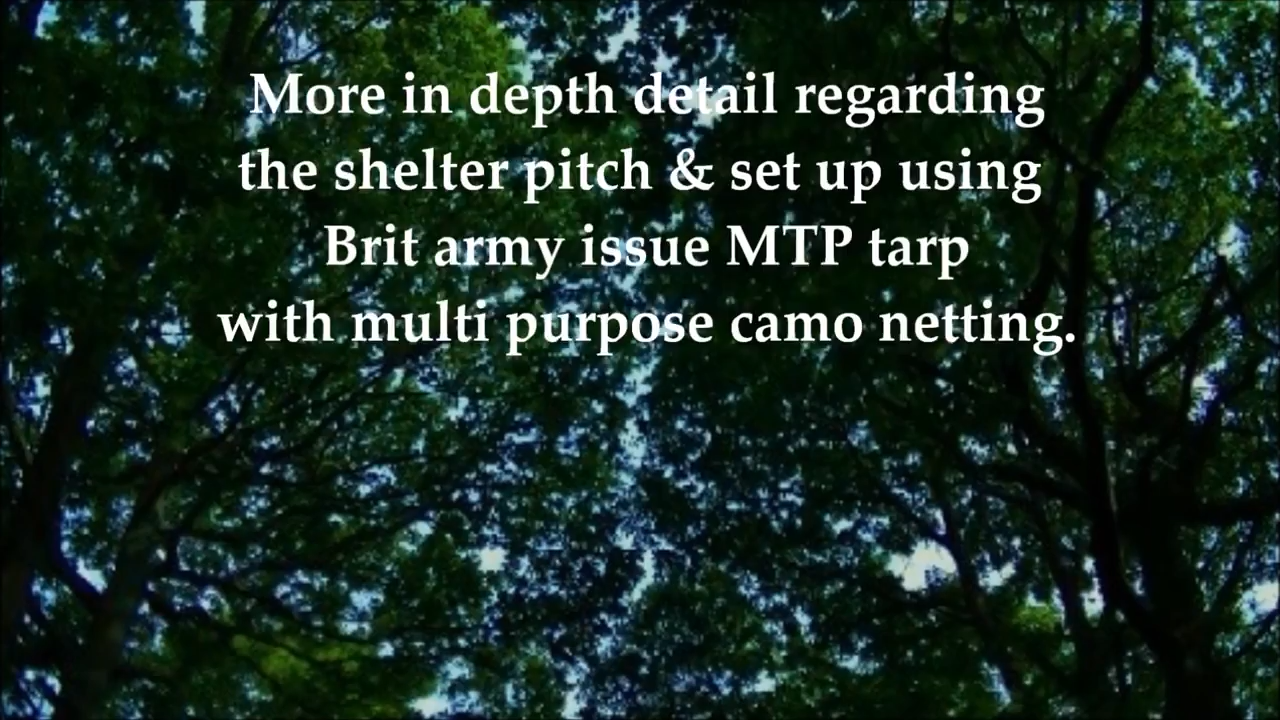 More in depth detail regarding
the shelter pitch & set up using
Brit army issue MTP tarp
with multi purpose camo netting.